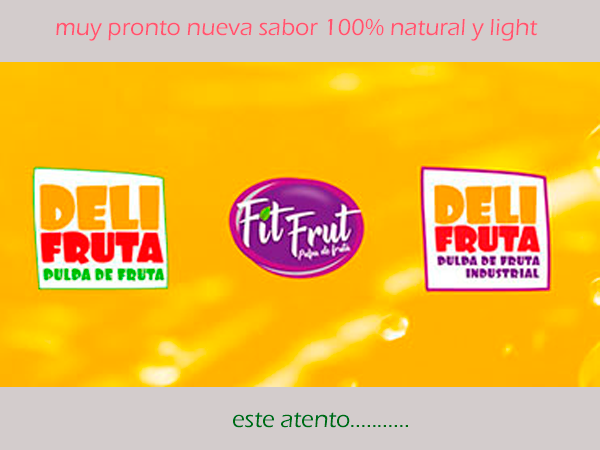 muy pronto nueva sabor 100% natural y light
DELI
FRUTA
PULPA DE FRUTA
Fit Frut
Pulpa de fruta
DELI
FRUTA
PULPA DE FRUTA
INDUSTRIAL
este atento...........